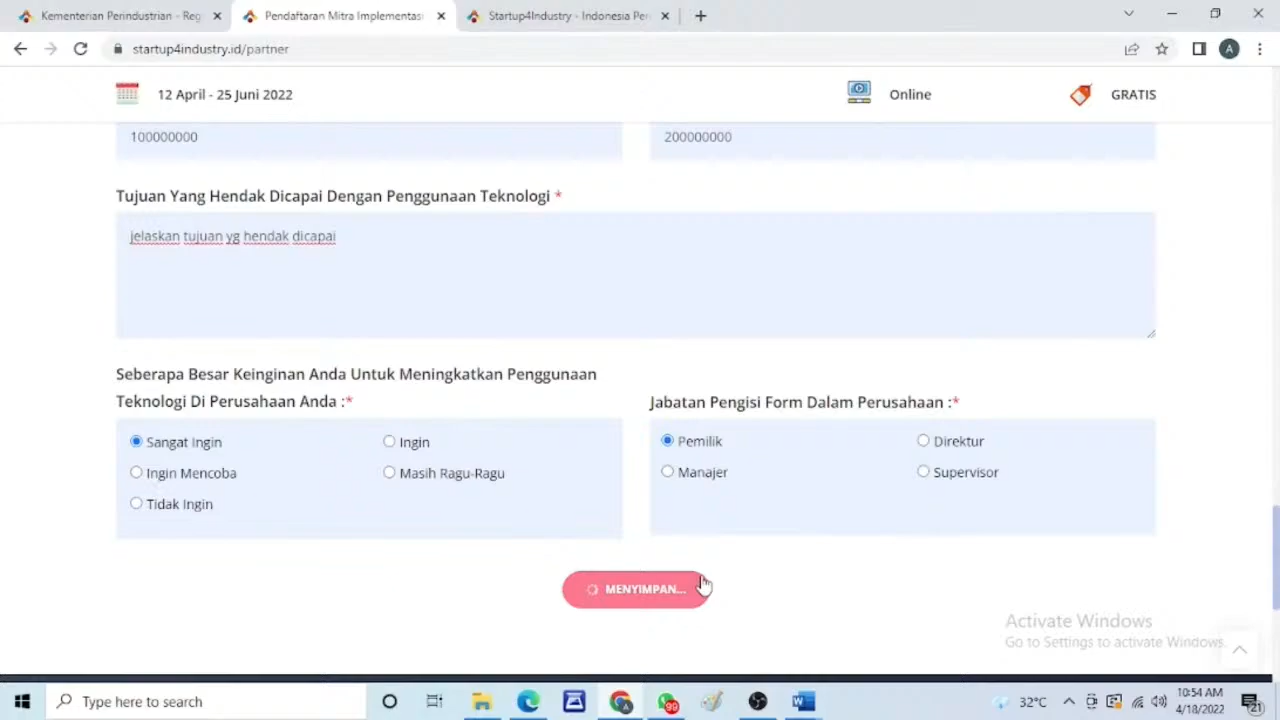 Kementerian Perindustrian - Reg
Pendaftaran Mitra Implementas
Startup4Industry - Indonesia Per
startup4industry.id/partner
A
12 April - 25 Juni 2022
Online
GRATIS
100000000
200000000
Tujuan Yang Hendak Dicapai Dengan Penggunaan Teknologi *
jelaskan tujuan yg hendak dicapai
Seberapa Besar Keinginan Anda Untuk Meningkatkan Penggunaan
Teknologi Di Perusahaan Anda :*
Sangat Ingin
Ingin
Ingin Mencoba
Masih Ragu-Ragu
Tidak Ingin
Jabatan Pengisi Form Dalam Perusahaan :*
Pemilik
Direktur
Manajer
Supervisor
MENYIMPAN...
Activate Windows
Go to Settings to activate Windows.
Type here to search
99
32°C
10:54 AM
4/18/2022
21